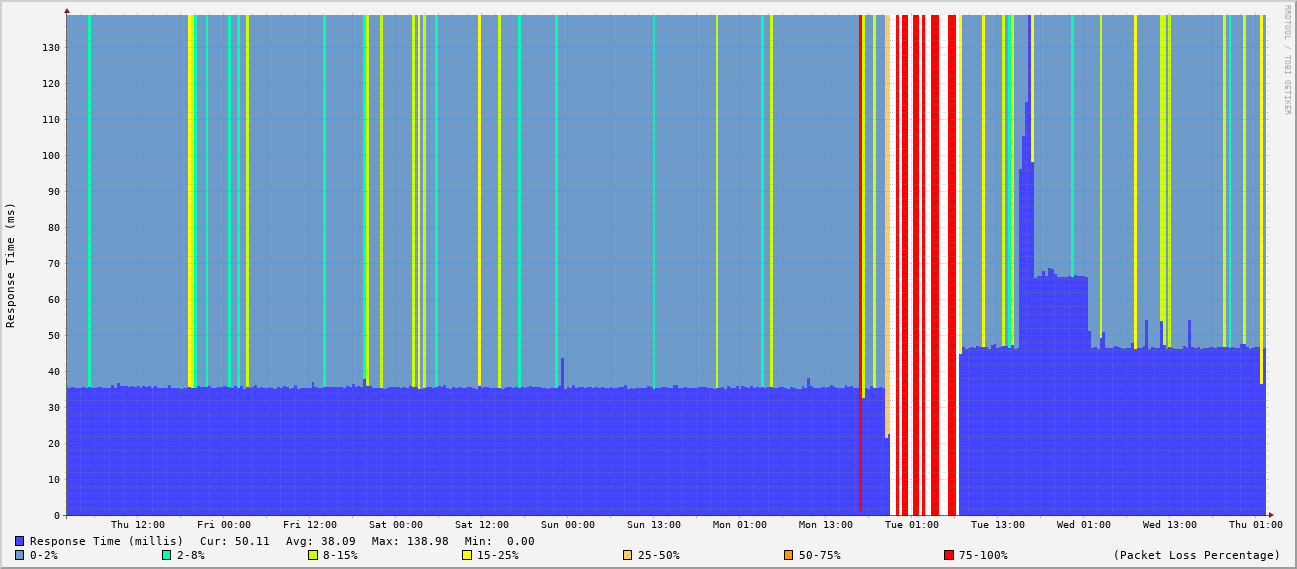 RRDTOOL / TOBI OETIKER
Response Time (ms)
130
120
110
100
90
80
70
60
50
40
30
20
10
0
Thu 12:00 Fri 00:00 Fri 12:00 Sat 00:00 Sat 12:00 Sun 00:00 Sun 13:00 Mon 01:00 Mon 13:00 Tue 01:00 Tue 13:00 Wed 01:00 Wed 13:00 Thu 01:00
Response Time (millis) Cur: 50.11 Avg: 38.09 Max: 138.98 Min: 0.00
0-2% 2-8% 8-15% 15-25% 25-50% 50-75% 75-100% (Packet Loss Percentage)